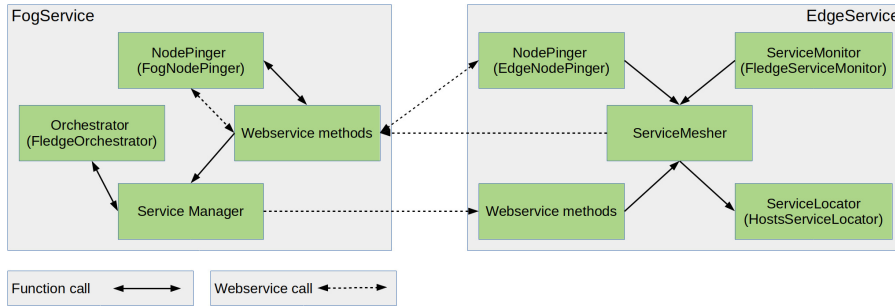 FogService
EdgeService
NodePinger
(FogNodePinger)
NodePinger
(EdgeNodePinger)
ServiceMonitor
(FledgeServiceMonitor)
Orchestrator
(FledgeOrchestrator)
Webservice methods
ServiceMesher
Service Manager
Webservice methods
ServiceLocator
(HostsServiceLocator)
Function call
Webservice call